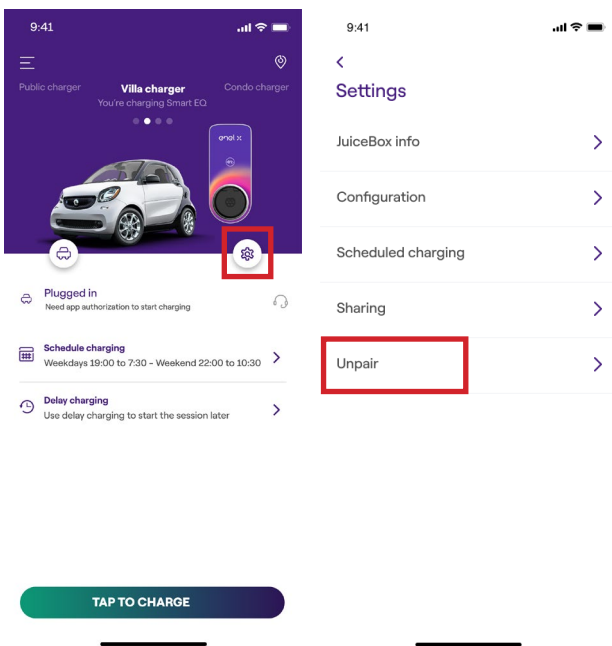 9:41
Public charger
Villa charger
Condo charger
You're charging Smart EQ
enel x
Plugged in
Need app authorization to start charging
Schedule charging
Weekdays 19:00 to 7:30 - Weekend 22:00 to 10:30
Delay charging
Use delay charging to start the session later
TAP TO CHARGE
9:41
Settings
JuiceBox info
Configuration
Scheduled charging
Sharing
Unpair